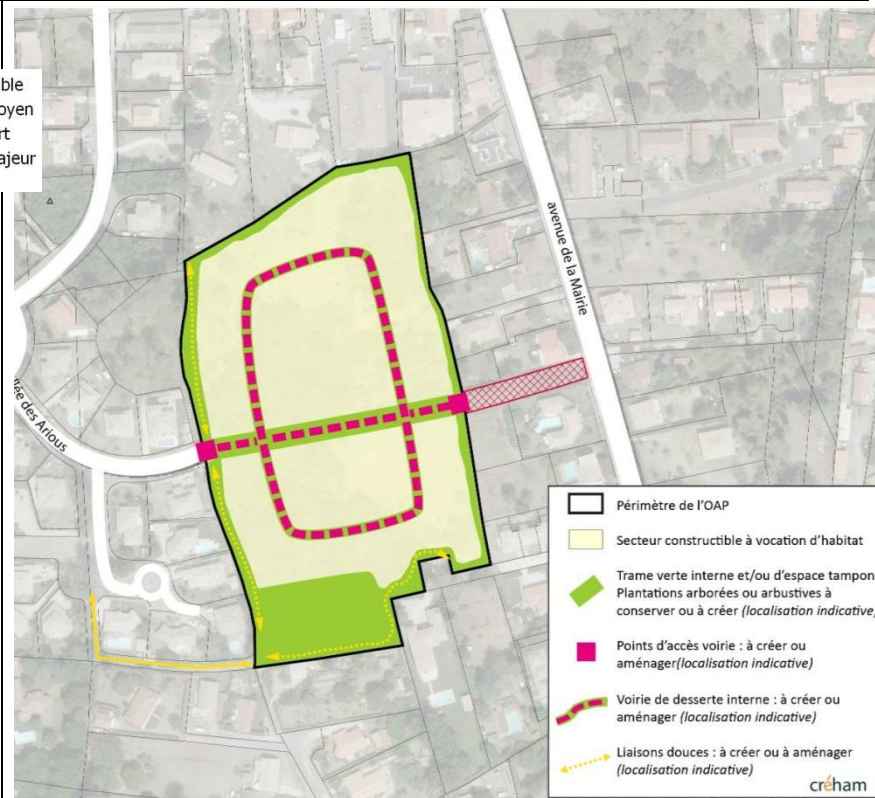 ble
oyen
rt
ajeur
avenue de la Mairie
llée des Arious
Périmètre de l'OAP
Secteur constructible à vocation d'habitat
Trame verte interne et/ou d'espace tampon
Plantations arborées ou arbustives à
conserver ou à créer (localisation indicative)
Points d'accès voirie : à créer ou
aménager(localisation indicative)
Voirie de desserte interne : à créer ou
aménager (localisation indicative)
Liaisons douces : à créer ou à aménager
(localisation indicative)
créham